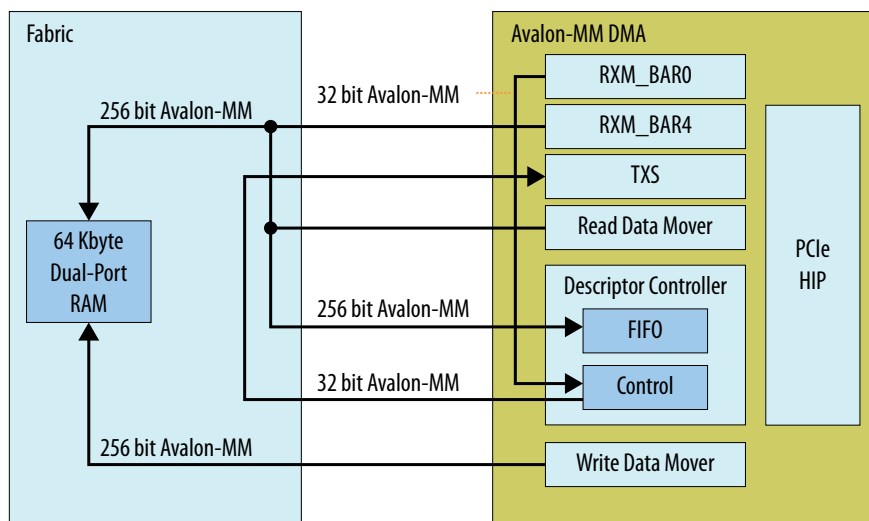 Fabric
Avalon-MM DMA
RXM_BAR0
32 bit Avalon-MM
256 bit Avalon-MM
RXM_BAR4
TXS
64 Kbyte
Dual-Port
RAM
Read Data Mover
PCIe
HIP
Descriptor Controller
256 bit Avalon-MM
FIFO
32 bit Avalon-MM
Control
256 bit Avalon-MM
Write Data Mover